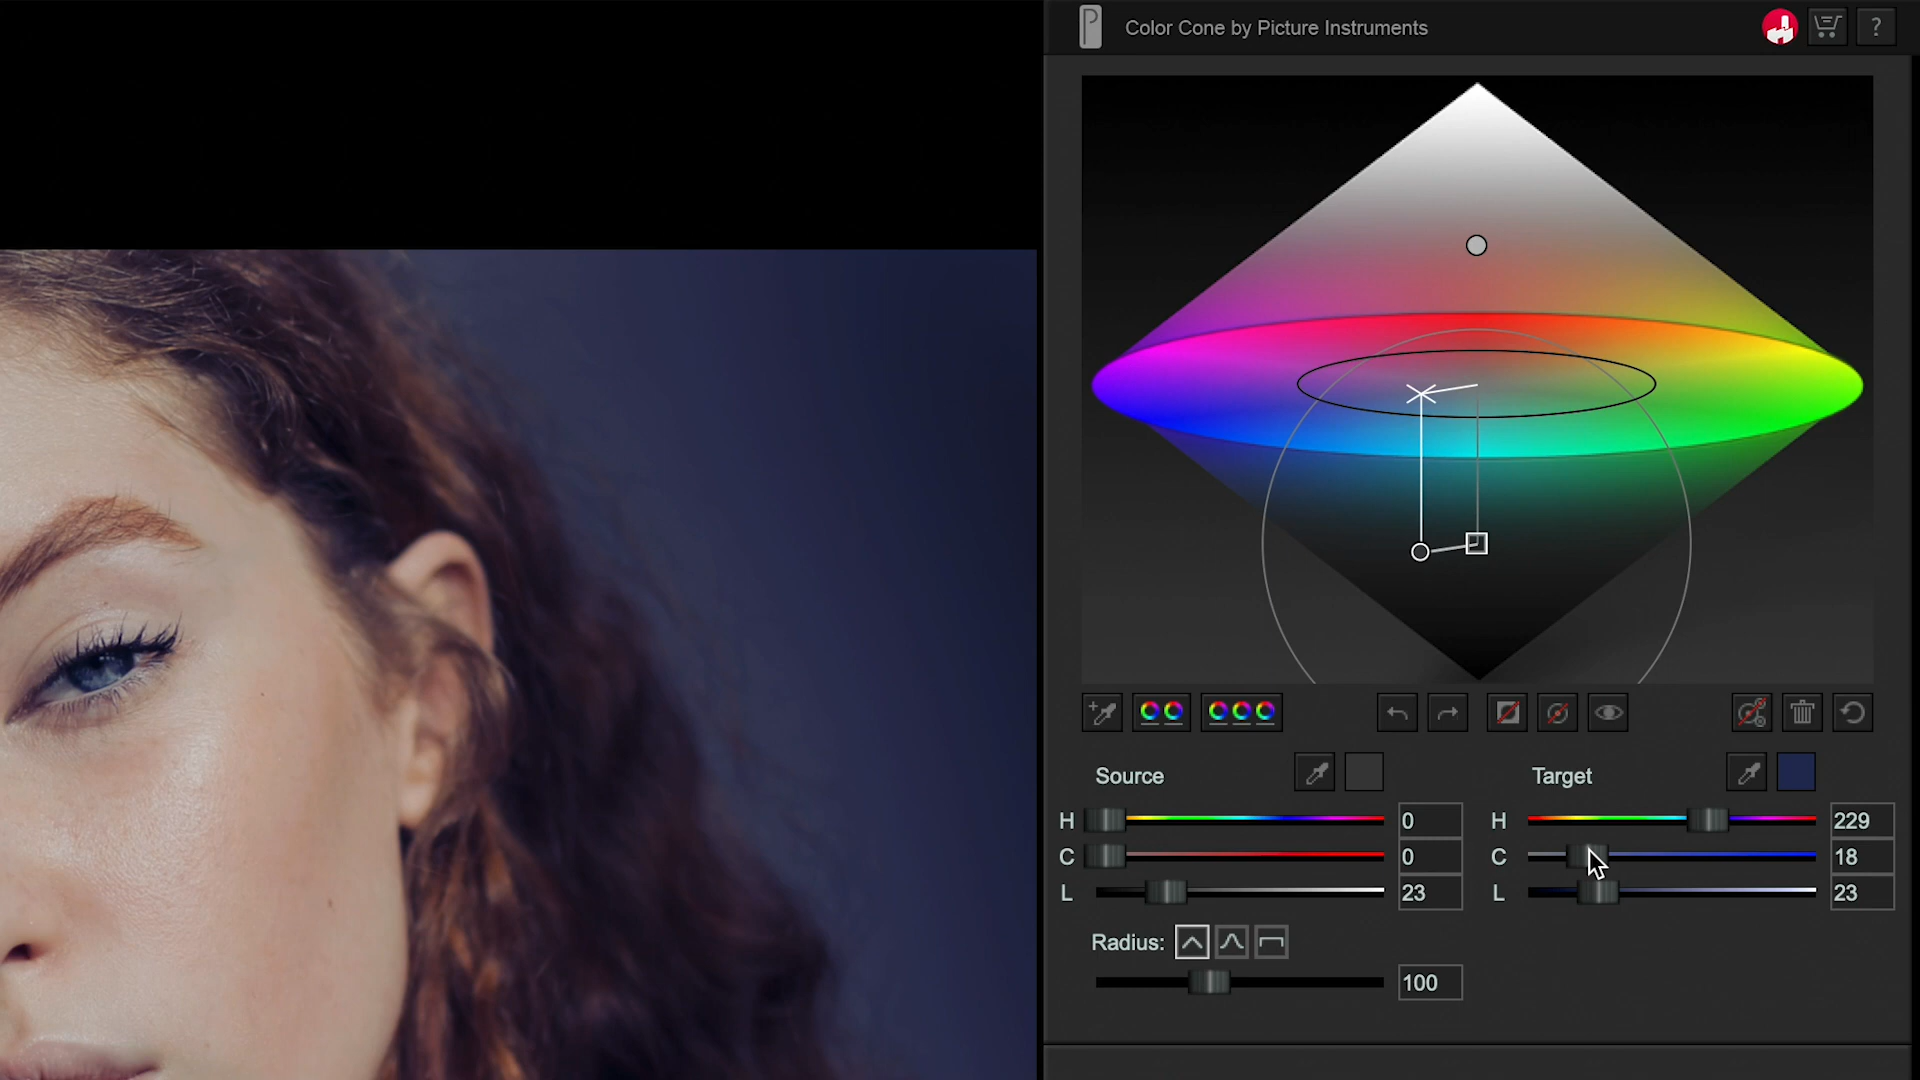 Color Cone by Picture Instruments
?
Source
Target
H 0
H 229
C 0
C 18
L 23
L 23
Radius:
100